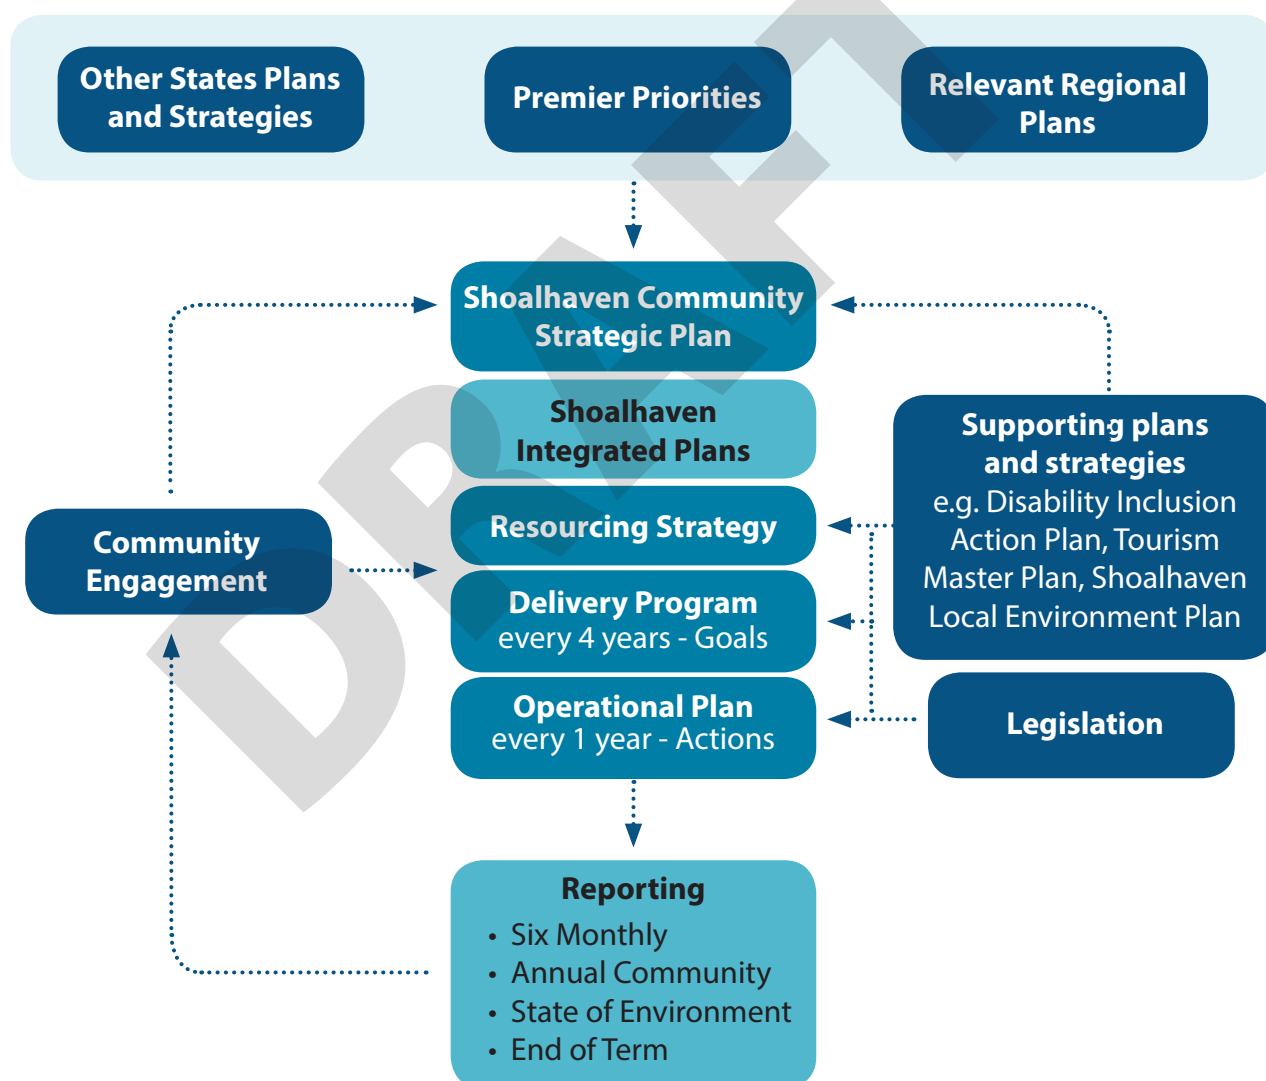 Other States Plans
and Strategies
Premier Priorities
Relevant Regional
Plans
Shoalhaven Community
Strategic Plan
Shoalhaven
Integrated Plans
Resourcing Strategy
Delivery Program
every 4 years - Goals
Operational Plan
every 1 year - Actions
Community
Engagement
Supporting plans
and strategies
e.g. Disability Inclusion
Action Plan, Tourism
Master Plan, Shoalhaven
Local Environment Plan
Legislation
Reporting
• Six Monthly
• Annual Community
• State of Environment
• End of Term
DRAFT